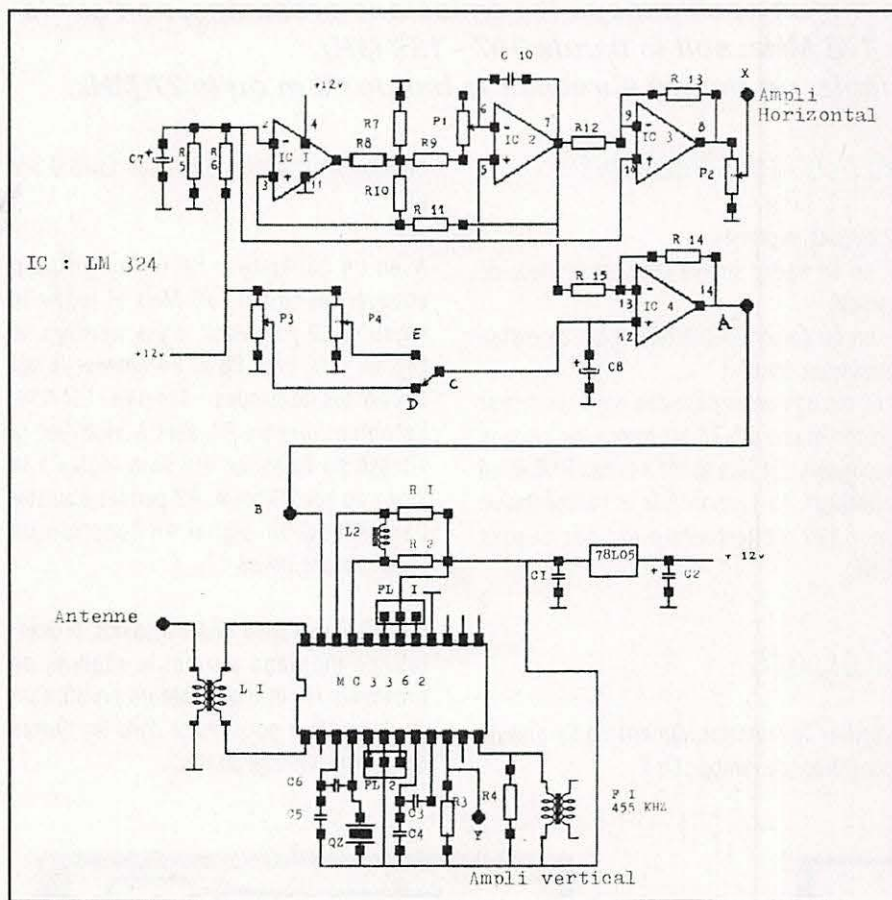 +12v
C 10
R 13
X
Ampli
Horizontal
2
4
R7
P1
6
7
R12
9
8
C7
+
R
5
R
6
IC 1
R8
R9
IC 2
IC 3
P2
3
11
5
10
R10
R 11
R 14
IC : LM 324
R 15
13
14
IC 4
A
12
P3
P4
+12v
E
C
+
C8
D
B
R 1
L2
R 2
78L05
+ 12v
C1
+
C2
Antenne
FL 1
L 1
M C 3 3 6 2
C6
FL 2
C5
C3
R3
R4
F I
455 KHZ
QZ
C4
Y
Ampli vertical